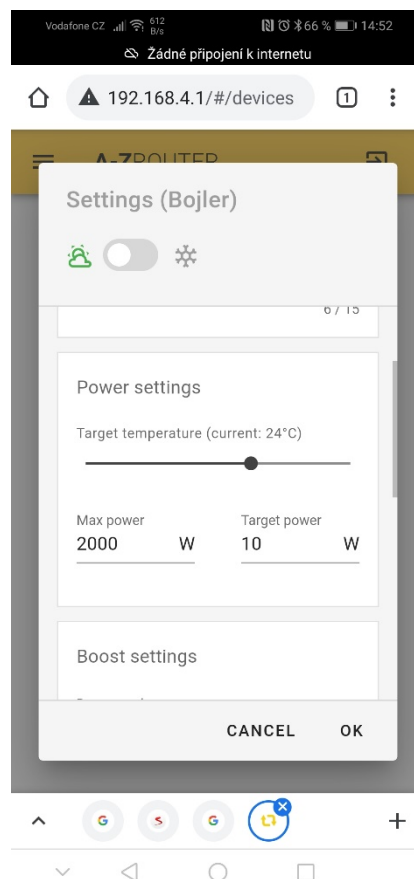 Vodafone CZ 612 B/s 66 % 14:52
Žádné připojení k internetu
192.168.4.1/#/devices 1
A-ZROUTER
Settings (Bojler)
6 / 15
Power settings
Target temperature (current: 24°C)
Max power Target power
2000 W 10 W
Boost settings
CANCEL OK